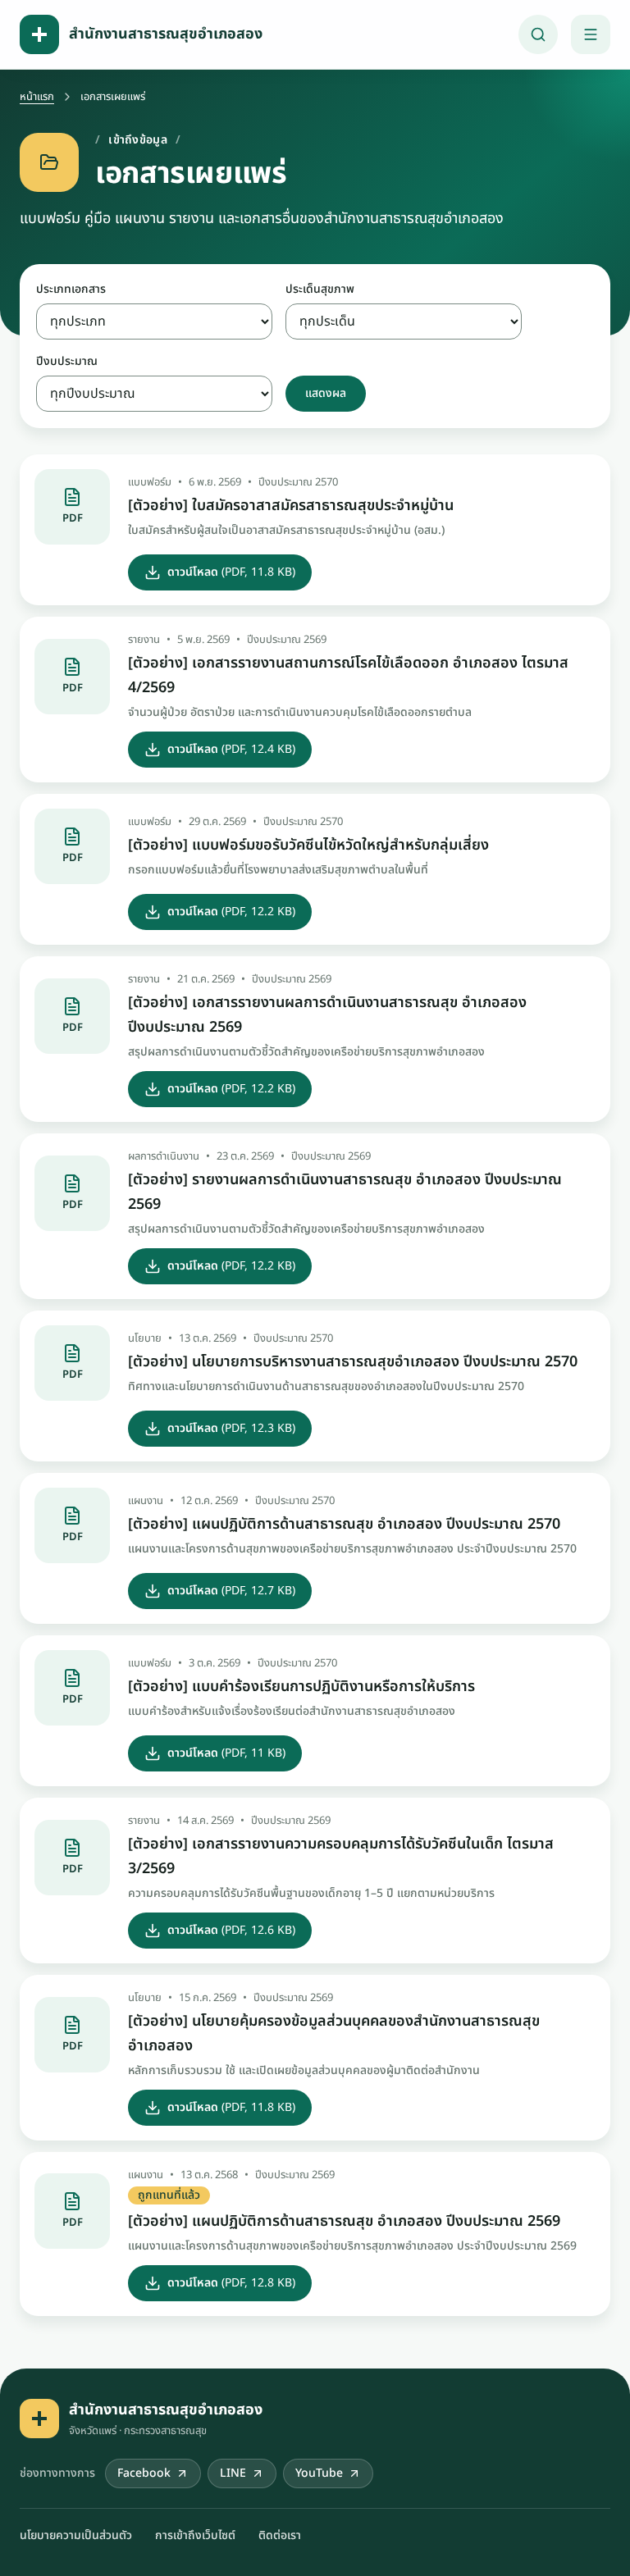 สำนักงานสาธารณสุขอำเภอสอง
หน้าแรก > เอกสารเผยแพร่
/ เข้าถึงข้อมูล /
เอกสารเผยแพร่
แบบฟอร์ม คู่มือ แผนงาน รายงาน และเอกสารอื่นของสำนักงานสาธารณสุขอำเภอสอง
ประเภทเอกสาร ประเด็นสุขภาพ
ทุกประเภท ทุกประเด็น
ปีงบประมาณ
ทุกปีงบประมาณ แสดงผล
แบบฟอร์ม • 6 พ.ย. 2569 • ปีงบประมาณ 2570
[ตัวอย่าง] ใบสมัครอาสาสมัครสาธารณสุขประจำหมู่บ้าน
PDF
ใบสมัครสำหรับผู้สนใจเป็นอาสาสมัครสาธารณสุขประจำหมู่บ้าน (อสม.)
ดาวน์โหลด (PDF, 11.8 KB)
รายงาน • 5 พ.ย. 2569 • ปีงบประมาณ 2569
[ตัวอย่าง] เอกสารรายงานสถานการณ์โรคไข้เลือดออก อำเภอสอง ไตรมาส
4/2569
PDF
จำนวนผู้ป่วย อัตราป่วย และการดำเนินงานควบคุมโรคไข้เลือดออกรายตำบล
ดาวน์โหลด (PDF, 12.4 KB)
แบบฟอร์ม • 29 ต.ค. 2569 • ปีงบประมาณ 2570
[ตัวอย่าง] แบบฟอร์มขอรับวัคซีนไข้หวัดใหญ่สำหรับกลุ่มเสี่ยง
PDF
กรอกแบบฟอร์มแล้วยื่นที่โรงพยาบาลส่งเสริมสุขภาพตำบลในพื้นที่
ดาวน์โหลด (PDF, 12.2 KB)
รายงาน • 21 ต.ค. 2569 • ปีงบประมาณ 2569
[ตัวอย่าง] เอกสารรายงานผลการดำเนินงานสาธารณสุข อำเภอสอง
ปีงบประมาณ 2569
PDF
สรุปผลการดำเนินงานตามตัวชี้วัดสำคัญของเครือข่ายบริการสุขภาพอำเภอสอง
ดาวน์โหลด (PDF, 12.2 KB)
ผลการดำเนินงาน • 23 ต.ค. 2569 • ปีงบประมาณ 2569
[ตัวอย่าง] รายงานผลการดำเนินงานสาธารณสุข อำเภอสอง ปีงบประมาณ
2569
PDF
สรุปผลการดำเนินงานตามตัวชี้วัดสำคัญของเครือข่ายบริการสุขภาพอำเภอสอง
ดาวน์โหลด (PDF, 12.2 KB)
นโยบาย • 13 ต.ค. 2569 • ปีงบประมาณ 2570
[ตัวอย่าง] นโยบายการบริหารงานสาธารณสุขอำเภอสอง ปีงบประมาณ 2570
PDF
ทิศทางและนโยบายการดำเนินงานด้านสาธารณสุขของอำเภอสองในปีงบประมาณ 2570
ดาวน์โหลด (PDF, 12.3 KB)
แผนงาน • 12 ต.ค. 2569 • ปีงบประมาณ 2570
[ตัวอย่าง] แผนปฏิบัติการด้านสาธารณสุข อำเภอสอง ปีงบประมาณ 2570
PDF
แผนงานและโครงการด้านสุขภาพของเครือข่ายบริการสุขภาพอำเภอสอง ประจำปีงบประมาณ 2570
ดาวน์โหลด (PDF, 12.7 KB)
แบบฟอร์ม • 3 ต.ค. 2569 • ปีงบประมาณ 2570
[ตัวอย่าง] แบบคำร้องเรียนการปฏิบัติงานหรือการให้บริการ
PDF
แบบคำร้องสำหรับแจ้งเรื่องร้องเรียนต่อสำนักงานสาธารณสุขอำเภอสอง
ดาวน์โหลด (PDF, 11 KB)
รายงาน • 14 ส.ค. 2569 • ปีงบประมาณ 2569
[ตัวอย่าง] เอกสารรายงานความครอบคลุมการได้รับวัคซีนในเด็ก ไตรมาส
3/2569
PDF
ความครอบคลุมการได้รับวัคซีนพื้นฐานของเด็กอายุ 1–5 ปี แยกตามหน่วยบริการ
ดาวน์โหลด (PDF, 12.6 KB)
นโยบาย • 15 ก.ค. 2569 • ปีงบประมาณ 2569
[ตัวอย่าง] นโยบายคุ้มครองข้อมูลส่วนบุคคลของสำนักงานสาธารณสุข
อำเภอสอง
PDF
หลักการเก็บรวบรวม ใช้ และเปิดเผยข้อมูลส่วนบุคคลของผู้มาติดต่อสำนักงาน
ดาวน์โหลด (PDF, 11.8 KB)
แผนงาน • 13 ต.ค. 2568 • ปีงบประมาณ 2569
ถูกแทนที่แล้ว
[ตัวอย่าง] แผนปฏิบัติการด้านสาธารณสุข อำเภอสอง ปีงบประมาณ 2569
PDF
แผนงานและโครงการด้านสุขภาพของเครือข่ายบริการสุขภาพอำเภอสอง ประจำปีงบประมาณ 2569
ดาวน์โหลด (PDF, 12.8 KB)
สำนักงานสาธารณสุขอำเภอสอง
จังหวัดแพร่ · กระทรวงสาธารณสุข
ช่องทางทางการ Facebook LINE YouTube
นโยบายความเป็นส่วนตัว การเข้าถึงเว็บไซต์ ติดต่อเรา